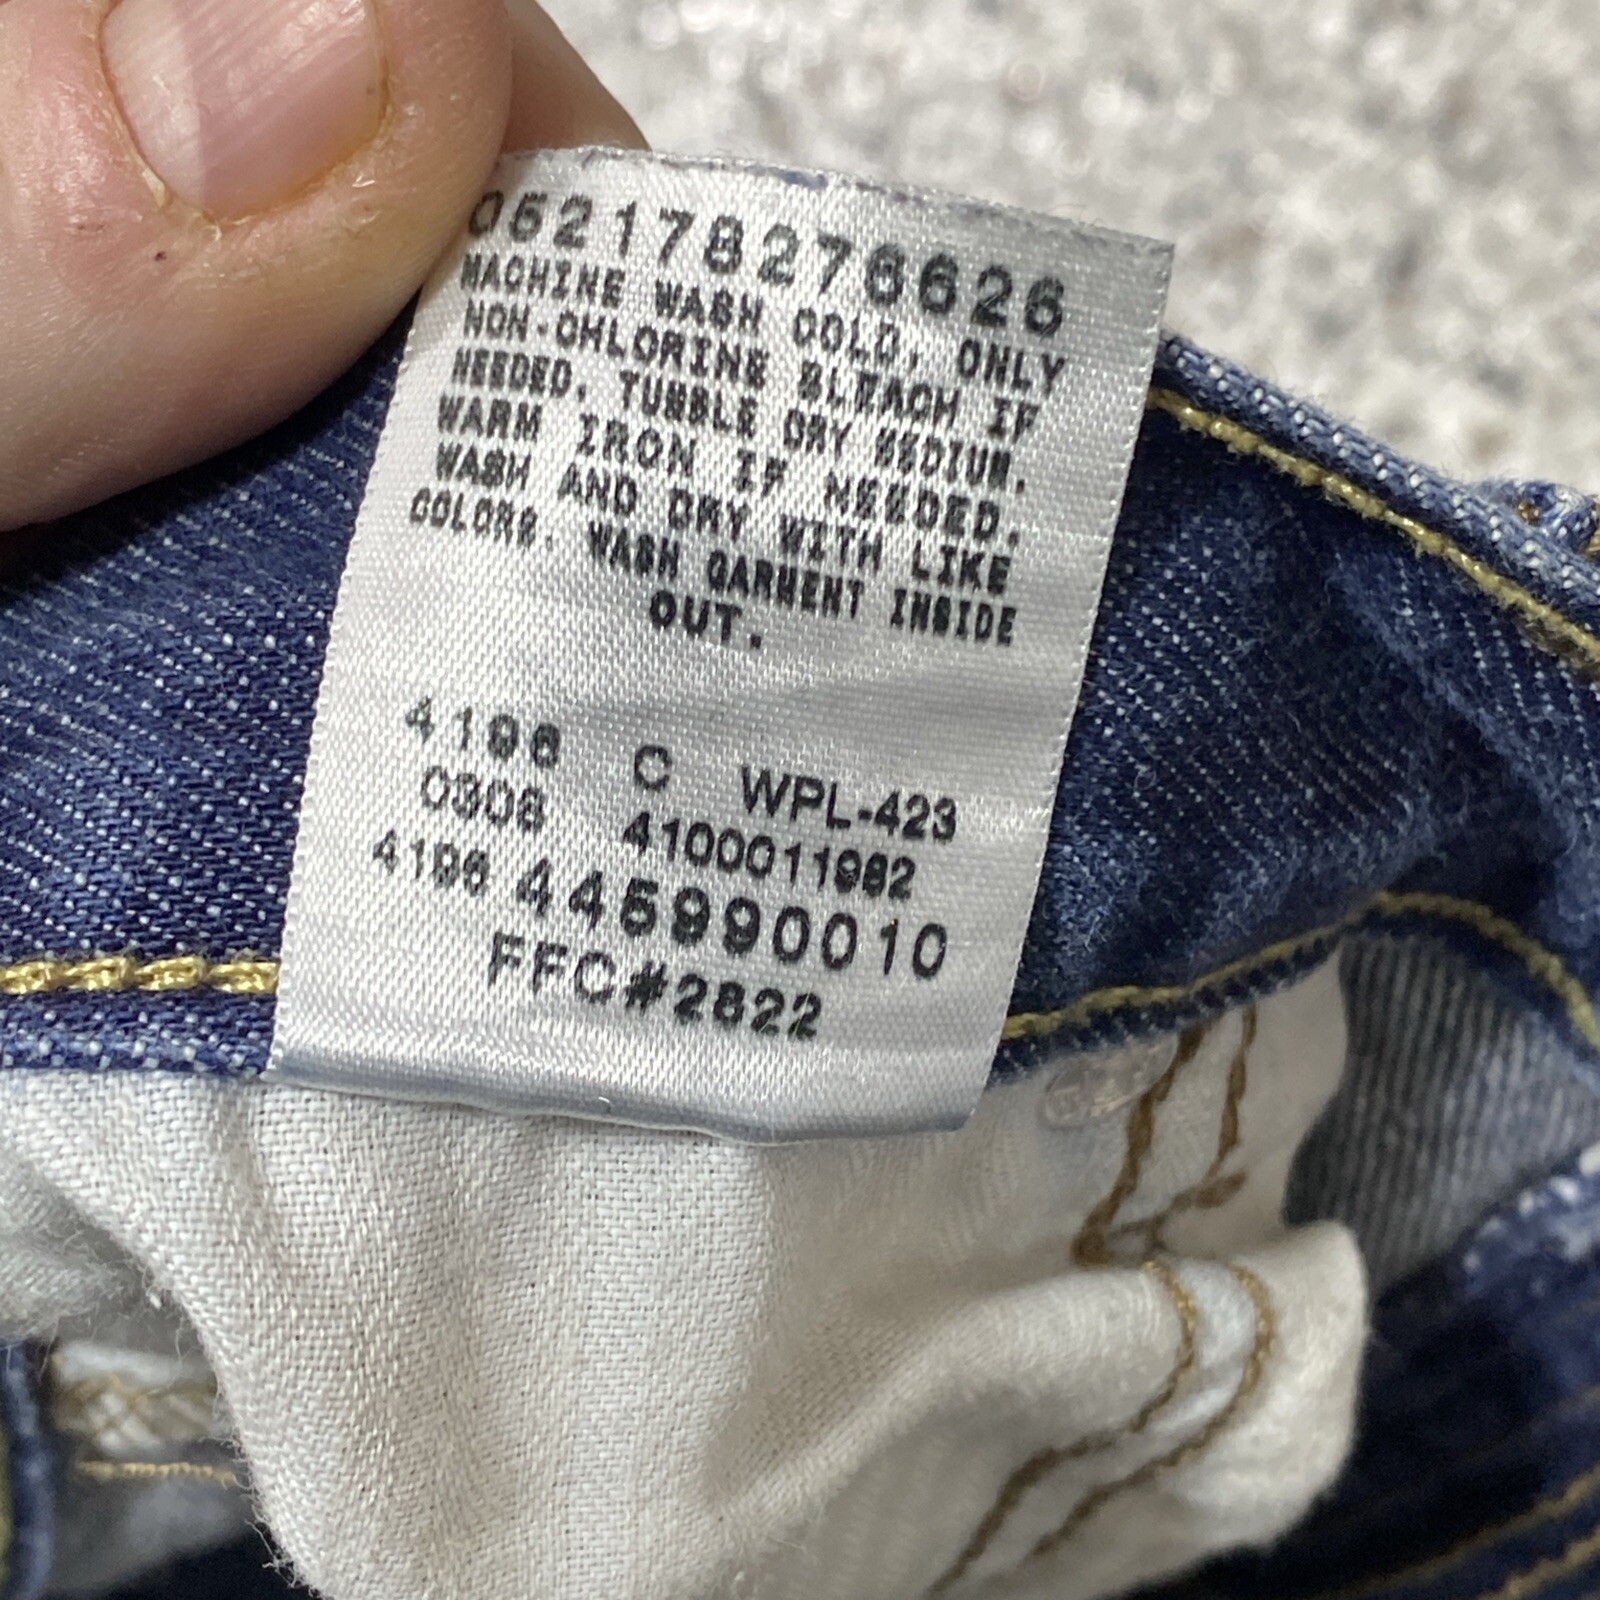 052178276626
MACHINE WASH COLD, ONLY
NON-CHLORINE BLEACH IF
NEEDED, TUMBLE DRY MEDIUM.
WARM IRON IF NEEDED.
WASH AND DRY WITH LIKE
COLORS. WASH GARMENT INSIDE
OUT.
4196 C WPL-423
0308 4100011982
4196 445990010
FFC#2822